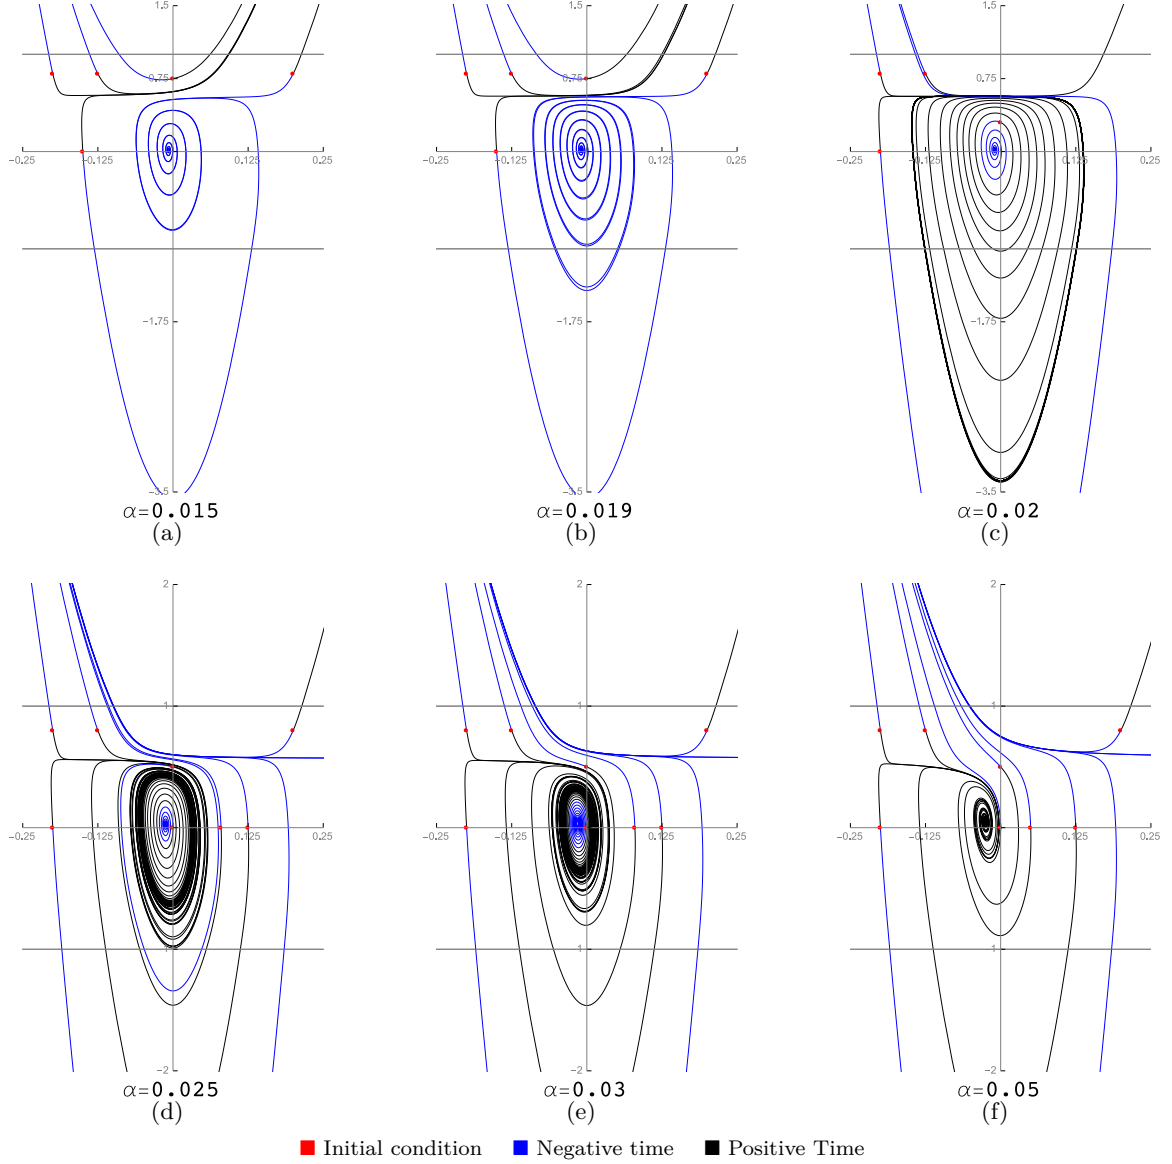 1.5 1.5 1.5
0.75 0.75 0.75
-0.25 -0.125 0.125 0.25 -0.25 -0.125 0.125 0.25 -0.25 -0.125 0.125 0.25
-1.75 -1.75 -1.75
-3.5 -3.5 -3.5
α=0.015 α=0.019 α=0.02
(a) (b) (c)
2 2 2
1 1 1
-0.25 -0.125 0.125 0.25 -0.25 -0.125 0.125 0.25 -0.25 -0.125 0.125 0.25
-1 -1 -1
-2 -2 -2
α=0.025 α=0.03 α=0.05
(d) (e) (f)
Initial condition Negative time Positive Time